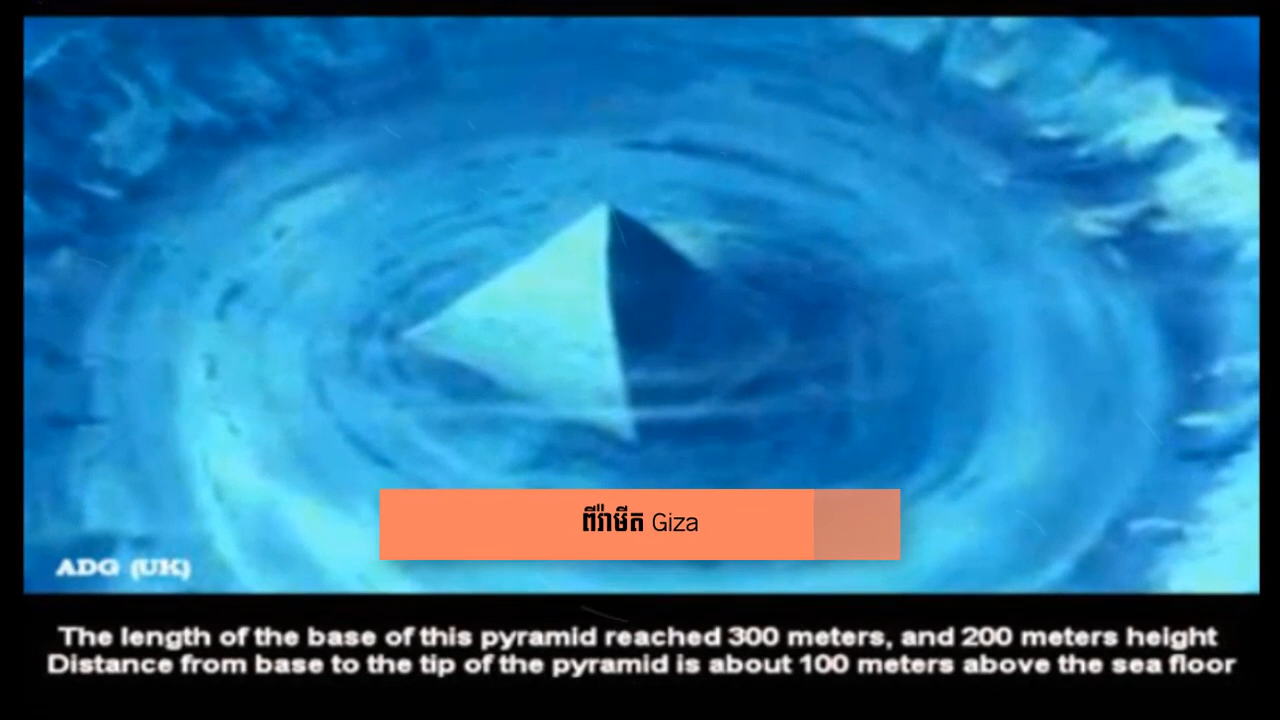 ពីរ៉ាមីត Giza
ADG (UK)
The length of the base of this pyramid reached 300 meters, and 200 meters height
Distance from base to the tip of the pyramid is about 100 meters above the sea floor